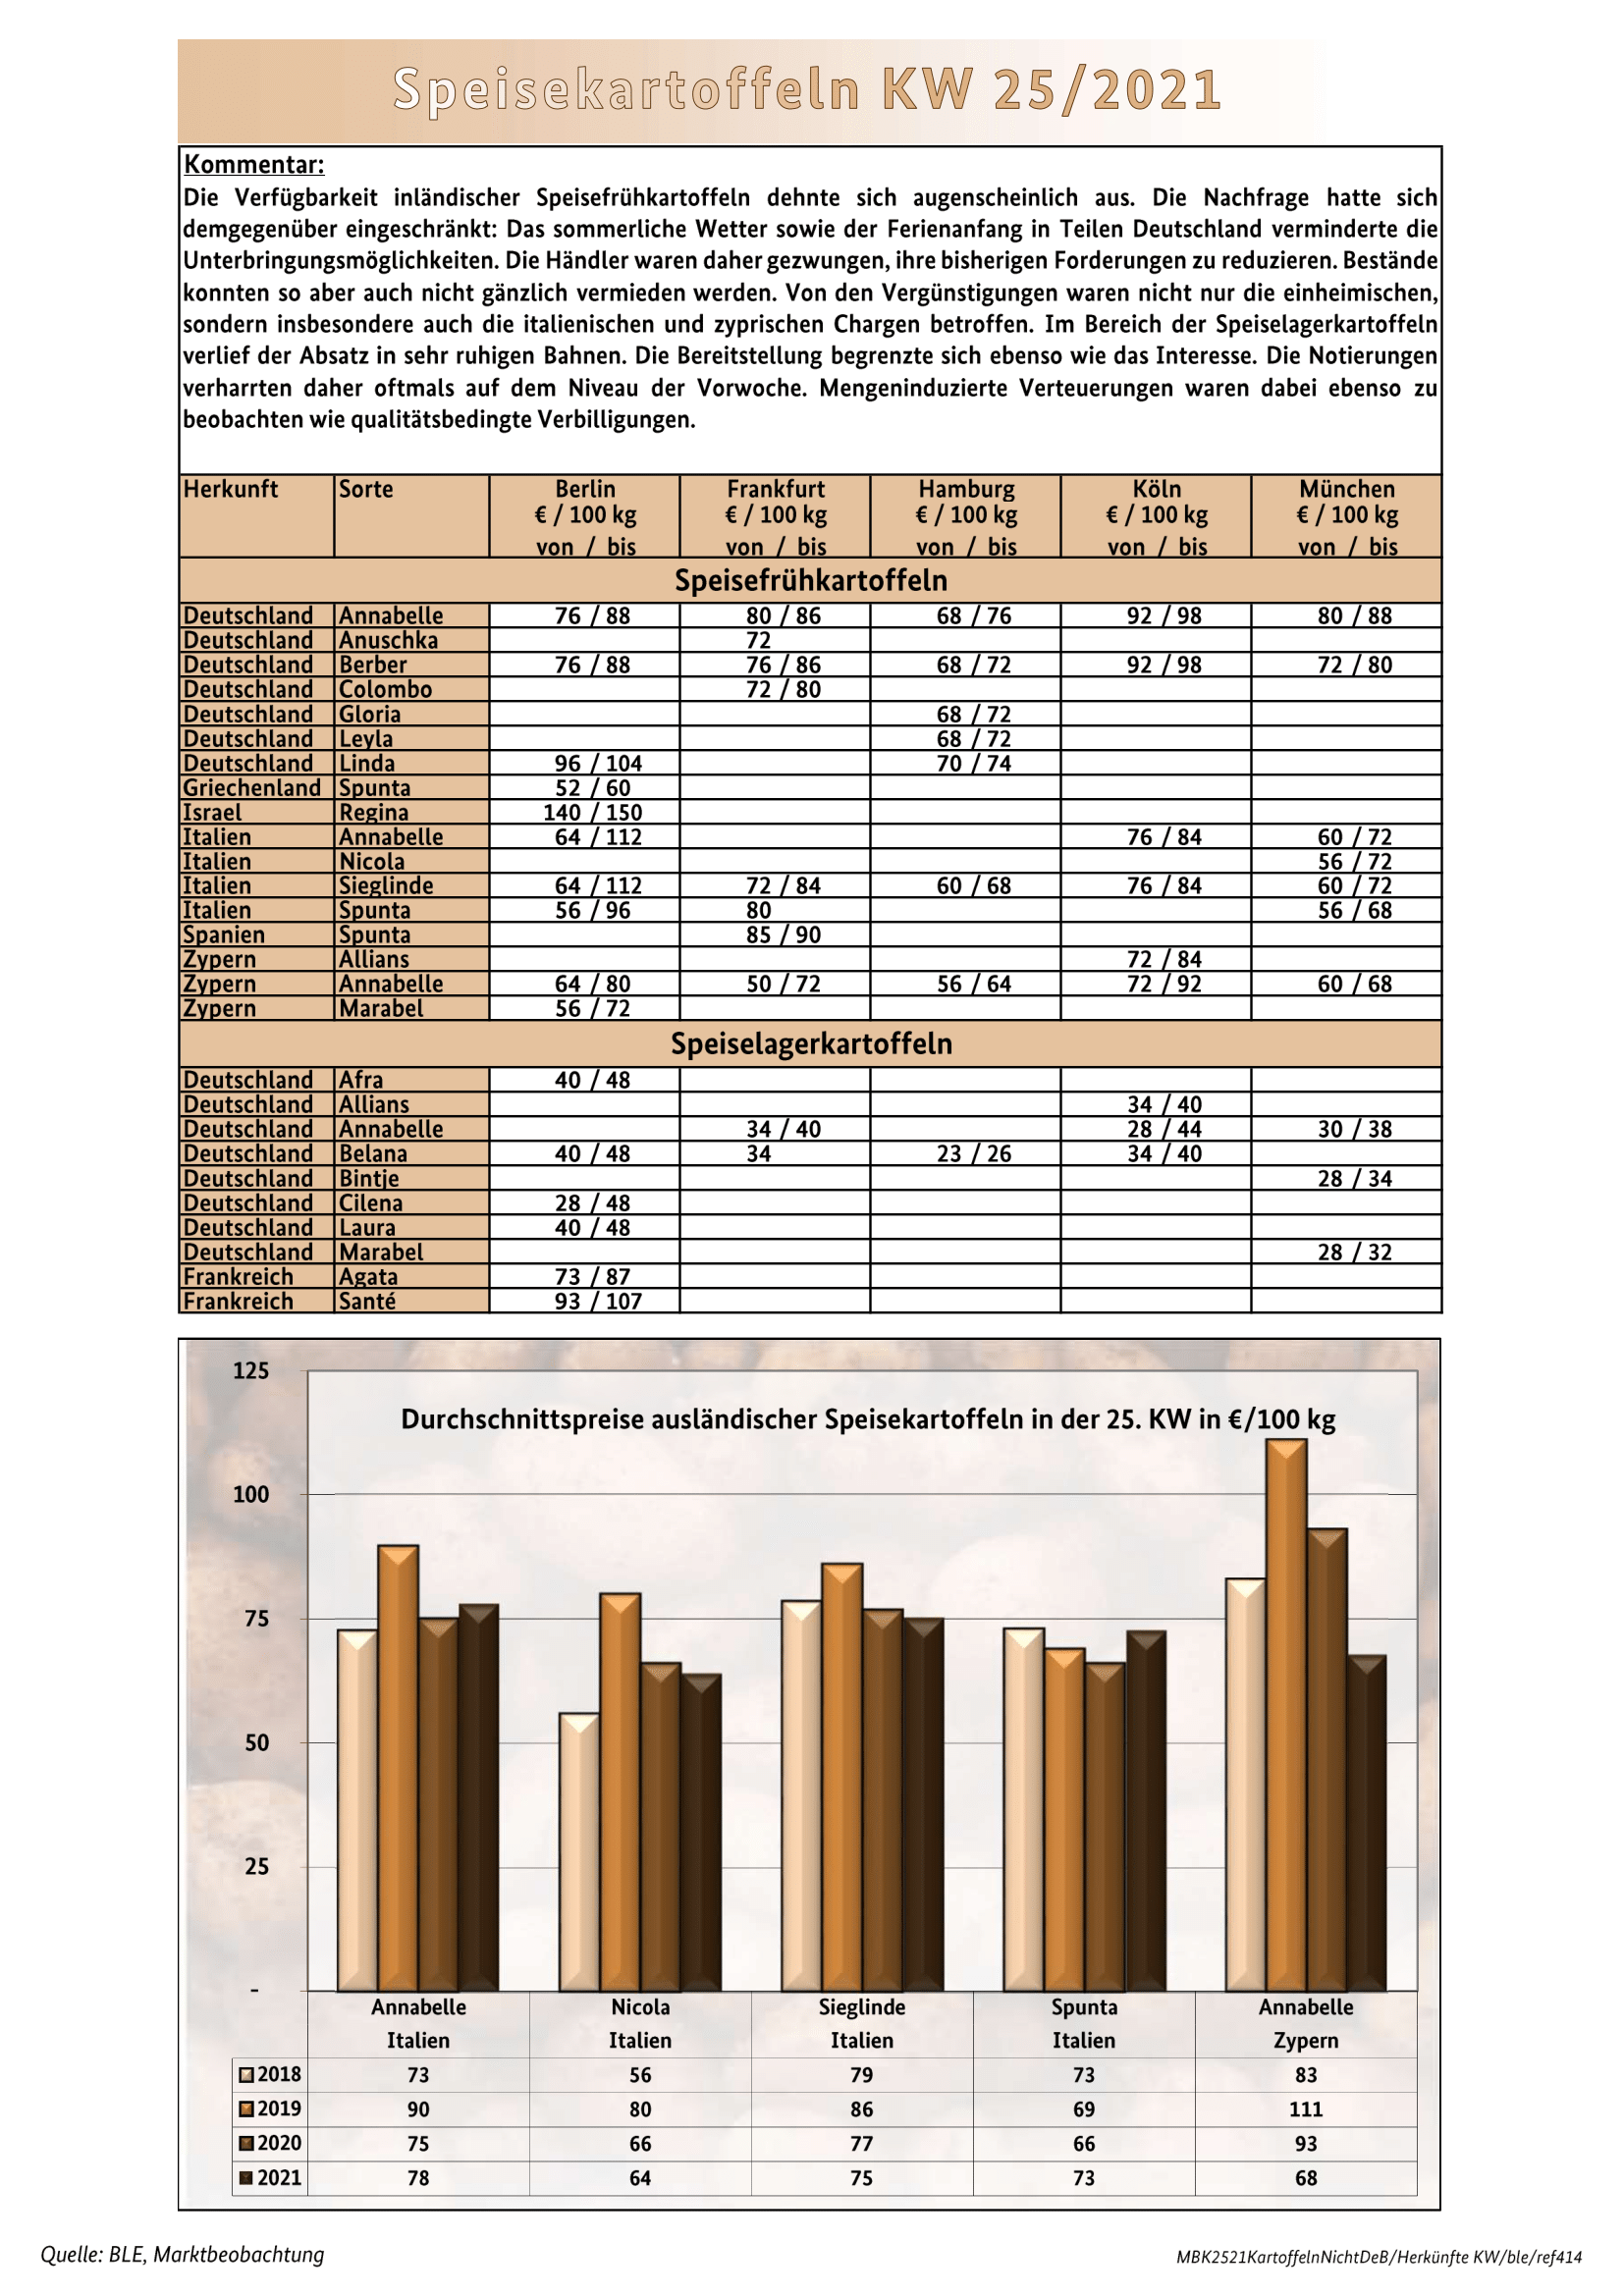 Speisekartoffeln KW 25/2021
Kommentar:
Die Verfügbarkeit inländischer Speisefrühkartoffeln dehnte sich augenscheinlich aus. Die Nachfrage hatte sich
demgegenüber eingeschränkt: Das sommerliche Wetter sowie der Ferienanfang in Teilen Deutschland verminderte die
Unterbringungsmöglichkeiten. Die Händler waren daher gezwungen, ihre bisherigen Forderungen zu reduzieren. Bestände
konnten so aber auch nicht gänzlich vermieden werden. Von den Vergünstigungen waren nicht nur die einheimischen,
sondern insbesondere auch die italienischen und zyprischen Chargen betroffen. Im Bereich der Speiselagerkartoffeln
verlief der Absatz in sehr ruhigen Bahnen. Die Bereitstellung begrenzte sich ebenso wie das Interesse. Die Notierungen
verharrten daher oftmals auf dem Niveau der Vorwoche. Mengeninduzierte Verteuerungen waren dabei ebenso zu
beobachten wie qualitätsbedingte Verbilligungen.
Herkunft Sorte Berlin Frankfurt Hamburg Köln München
€ / 100 kg € / 100 kg € / 100 kg € / 100 kg € / 100 kg
von / bis von / bis von / bis von / bis von / bis
Speisefrühkartoffeln
Deutschland Annabelle 76 / 88 80 / 86 68 / 76 92 / 98 80 / 88
Deutschland Anuschka 72
Deutschland Berber 76 / 88 76 / 86 68 / 72 92 / 98 72 / 80
Deutschland Colombo 72 / 80
Deutschland Gloria 68 / 72
Deutschland Leyla 68 / 72
Deutschland Linda 96 / 104 70 / 74
Griechenland Spunta 52 / 60
Israel Regina 140 / 150
Italien Annabelle 64 / 112 76 / 84 60 / 72
Italien Nicola 56 / 72
Italien Sieglinde 64 / 112 72 / 84 60 / 68 76 / 84 60 / 72
Italien Spunta 56 / 96 80 56 / 68
Spanien Spunta 85 / 90
Zypern Allians 72 / 84
Zypern Annabelle 64 / 80 50 / 72 56 / 64 72 / 92 60 / 68
Zypern Marabel 56 / 72
Speiselagerkartoffeln
Deutschland Afra 40 / 48
Deutschland Allians 34 / 40
Deutschland Annabelle 34 / 40 28 / 44 30 / 38
Deutschland Belana 40 / 48 34 23 / 26 34 / 40
Deutschland Bintje 28 / 34
Deutschland Cilena 28 / 48
Deutschland Laura 40 / 48
Deutschland Marabel 28 / 32
Frankreich Agata 73 / 87
Frankreich Santé 93 / 107
125
Durchschnittspreise ausländischer Speisekartoffeln in der 25. KW in €/100 kg
100
75
50
25
-
Annabelle Nicola Sieglinde Spunta Annabelle
Italien Italien Italien Italien Zypern
2018 73 56 79 73 83
2019 90 80 86 69 111
2020 75 66 77 66 93
2021 78 64 75 73 68
Quelle: BLE, Marktbeobachtung MBK2521KartoffelnNichtDeB/Herkünfte KW/ble/ref414